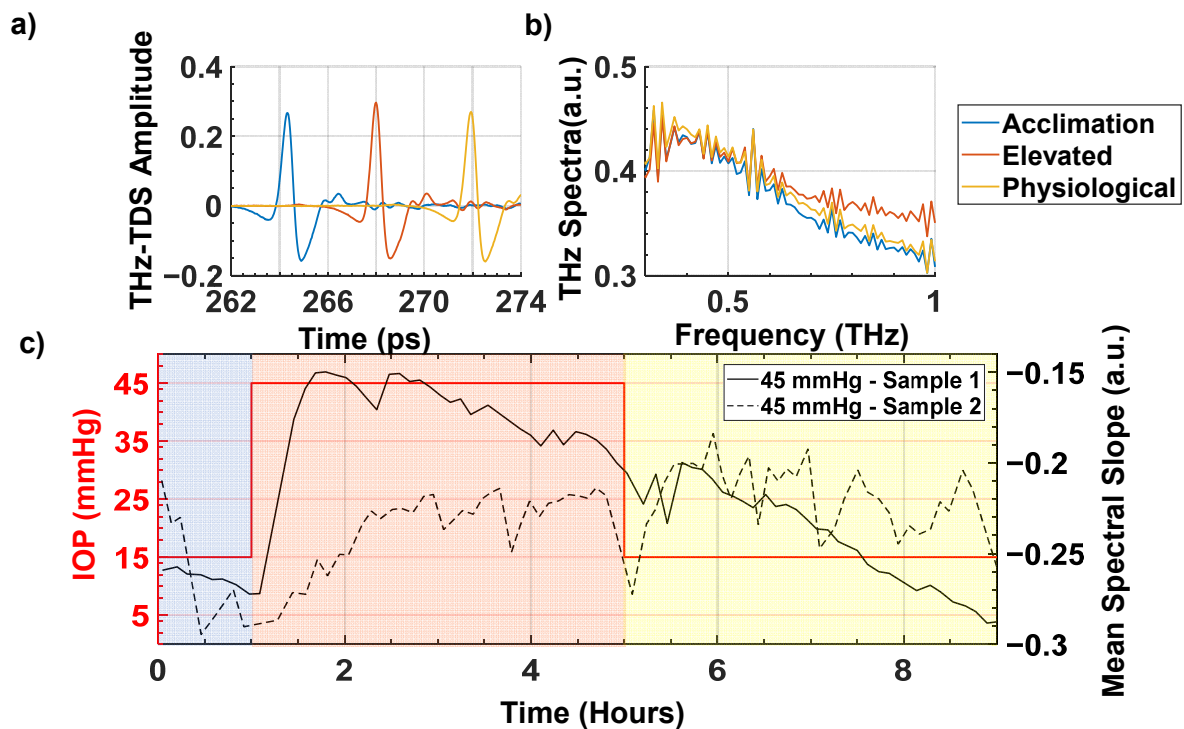 a)
THz-TDS Amplitude
0.4
0.2
0
−0.2
262
266
270
274
Time (ps)
b)
THz Spectra(a.u.)
0.5
0.4
0.3
0.5
1
Frequency (THz)
Acclimation
Elevated
Physiological
c)
IOP (mmHg)
45
35
25
15
5
45 mmHg - Sample 1
45 mmHg - Sample 2
−0.15
−0.2
−0.25
−0.3
Mean Spectral Slope (a.u.)
0
2
4
6
8
Time (Hours)